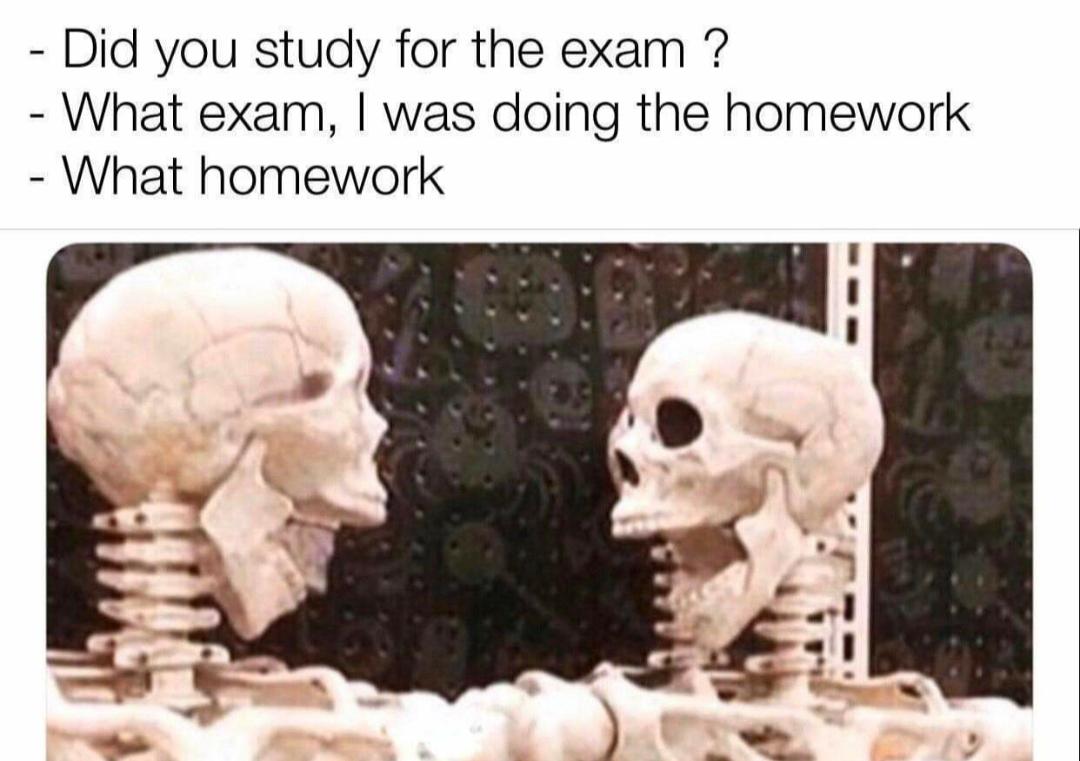 - Did you study for the exam ?
- What exam, I was doing the homework
- What homework